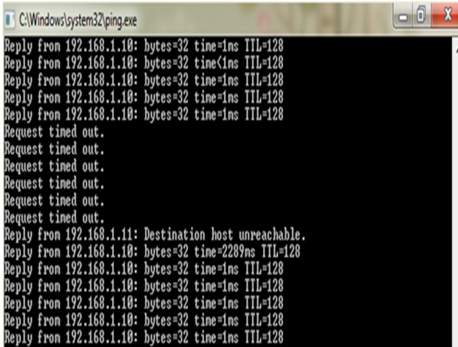 C:\Windows\system32\ping.exe
Reply from 192.168.1.10: bytes=32 time=1ms TTL=128
Reply from 192.168.1.10: bytes=32 time<1ms TTL=128
Reply from 192.168.1.10: bytes=32 time=1ms TTL=128
Reply from 192.168.1.10: bytes=32 time=1ms TTL=128
Reply from 192.168.1.10: bytes=32 time=1ms TTL=128
Request timed out.
Request timed out.
Request timed out.
Request timed out.
Request timed out.
Request timed out.
Reply from 192.168.1.11: Destination host unreachable.
Reply from 192.168.1.10: bytes=32 time=2289ms TTL=128
Reply from 192.168.1.10: bytes=32 time=1ms TTL=128
Reply from 192.168.1.10: bytes=32 time=1ms TTL=128
Reply from 192.168.1.10: bytes=32 time=1ms TTL=128
Reply from 192.168.1.10: bytes=32 time=1ms TTL=128
Reply from 192.168.1.10: bytes=32 time=1ms TTL=128